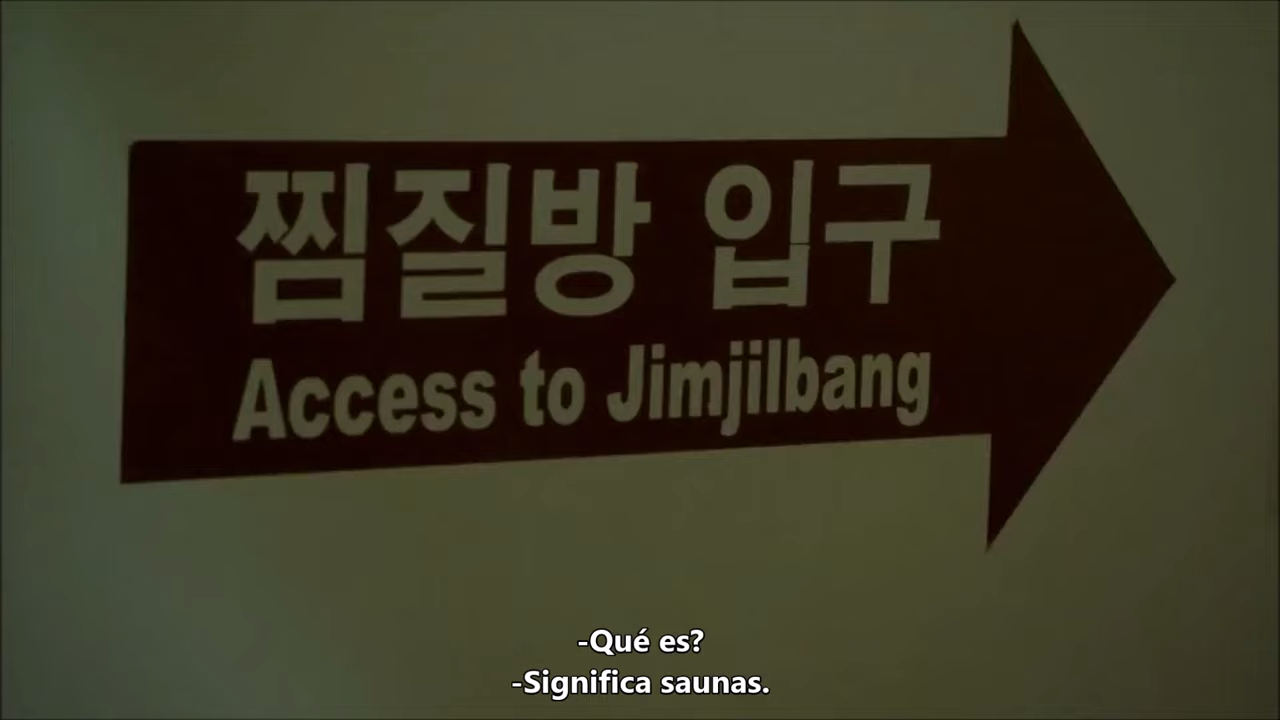 찜질방 입구
Access to Jimjilbang
-Qué es?
-Significa saunas.